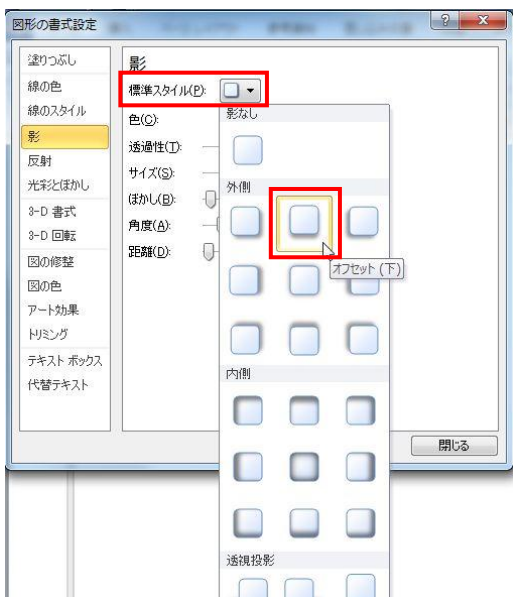 図形の書式設定
塗りつぶし
線の色
線のスタイル
影
反射
光彩とぼかし
3-D 書式
3-D 回転
図の修整
図の色
アート効果
トリミング
テキスト ボックス
代替テキスト
影
標準スタイル(P):
色(C):
透過性(T):
サイズ(S):
ぼかし(B):
角度(A):
距離(D):
影なし
外側
オフセット (下)
内側
透視投影
閉じる